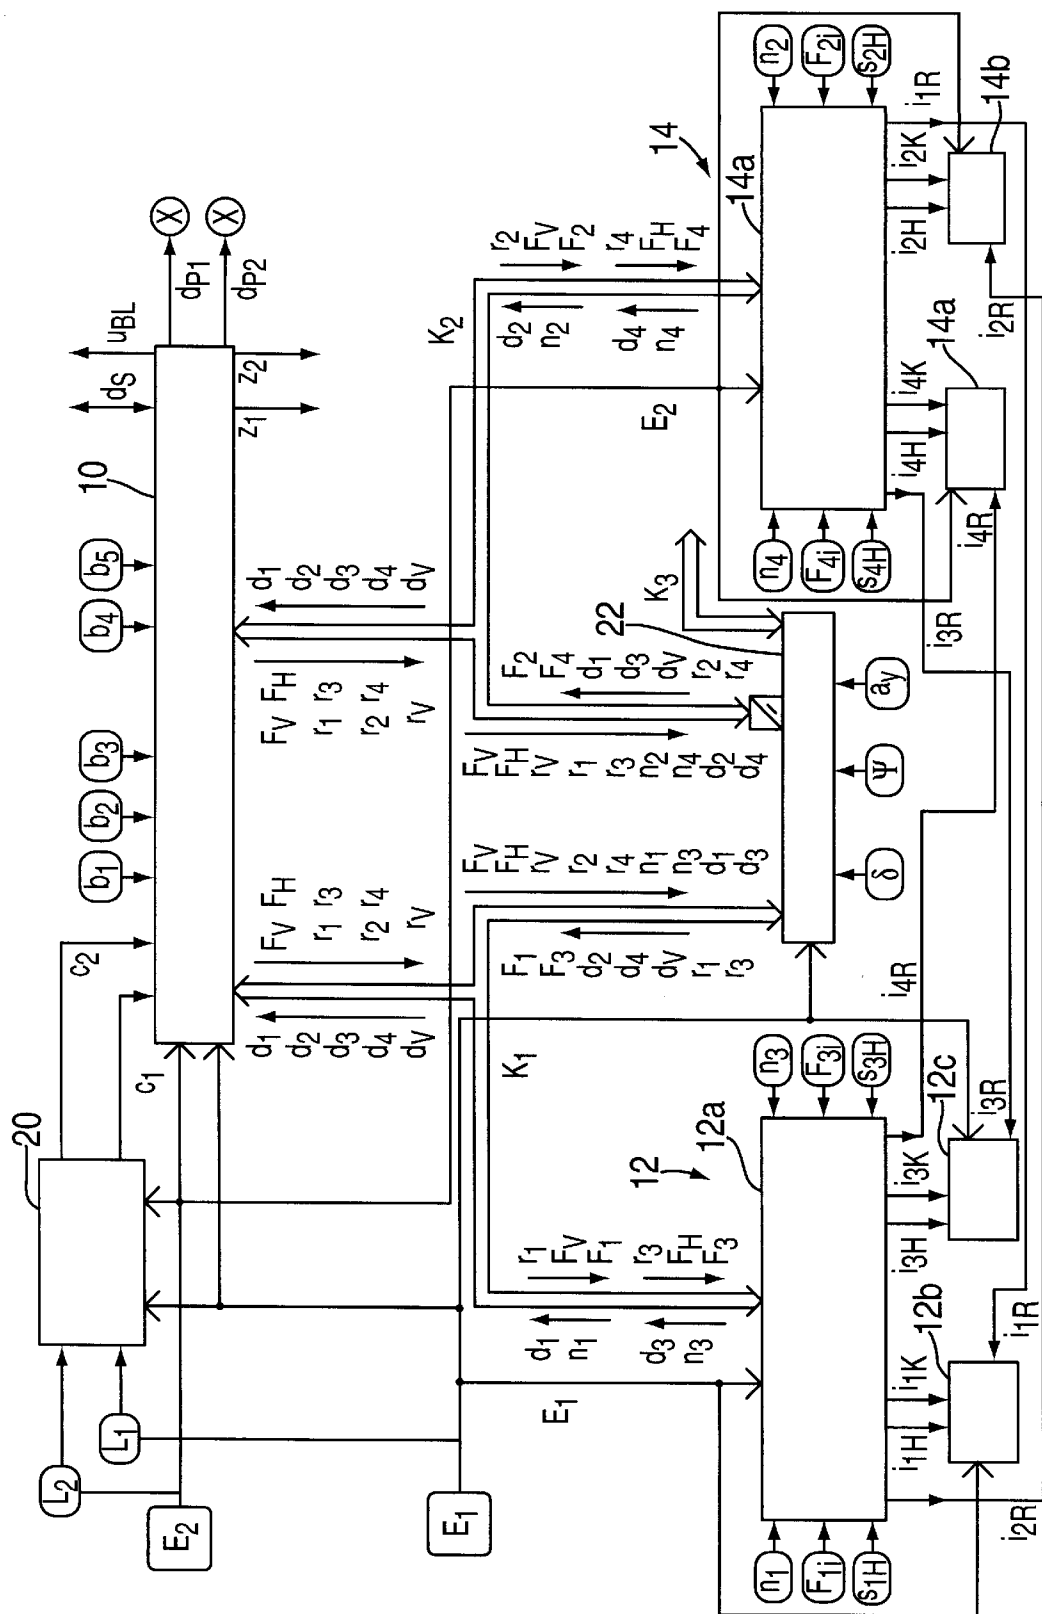 20
L2
L1
E2
E1
c2
c1
b1
b2
b3
b4
b5
10
dS
uBL
dP1
X
dP2
X
z1
z2
FV FH
r1 r3
r2 r4
rV
d1
d2
d3
d4
dV
FV FH
r1 r3
r2 r4
rV
d1
d2
d3
d4
dV
K1
K2
K3
E1
E2
r1
FV
F1
r3
FH
F3
d1
n1
d3
n3
FV
FH
rV
r2
r4
n1
n3
d1
d3
F1
F3
d2
d4
dV
r1
r3
F2
F4
d1
d3
dV
r2
r4
FV
FH
rV
r1
r3
n2
n4
d2
d4
r2
FV
F2
r4
FH
F4
d2
n2
d4
n4
12
12a
n1
F1i
s1H
n3
F3i
s3H
22
δ
Ψ
ay
14
14a
n4
F4i
s4H
n2
F2i
s2H
i2R
i1H
i1K
12b
i1R
i3H
i3K
12c
i3R
i4R
i3R
i4R
i4H
i4K
14a
i2R
i2H
i2K
14b
i1R